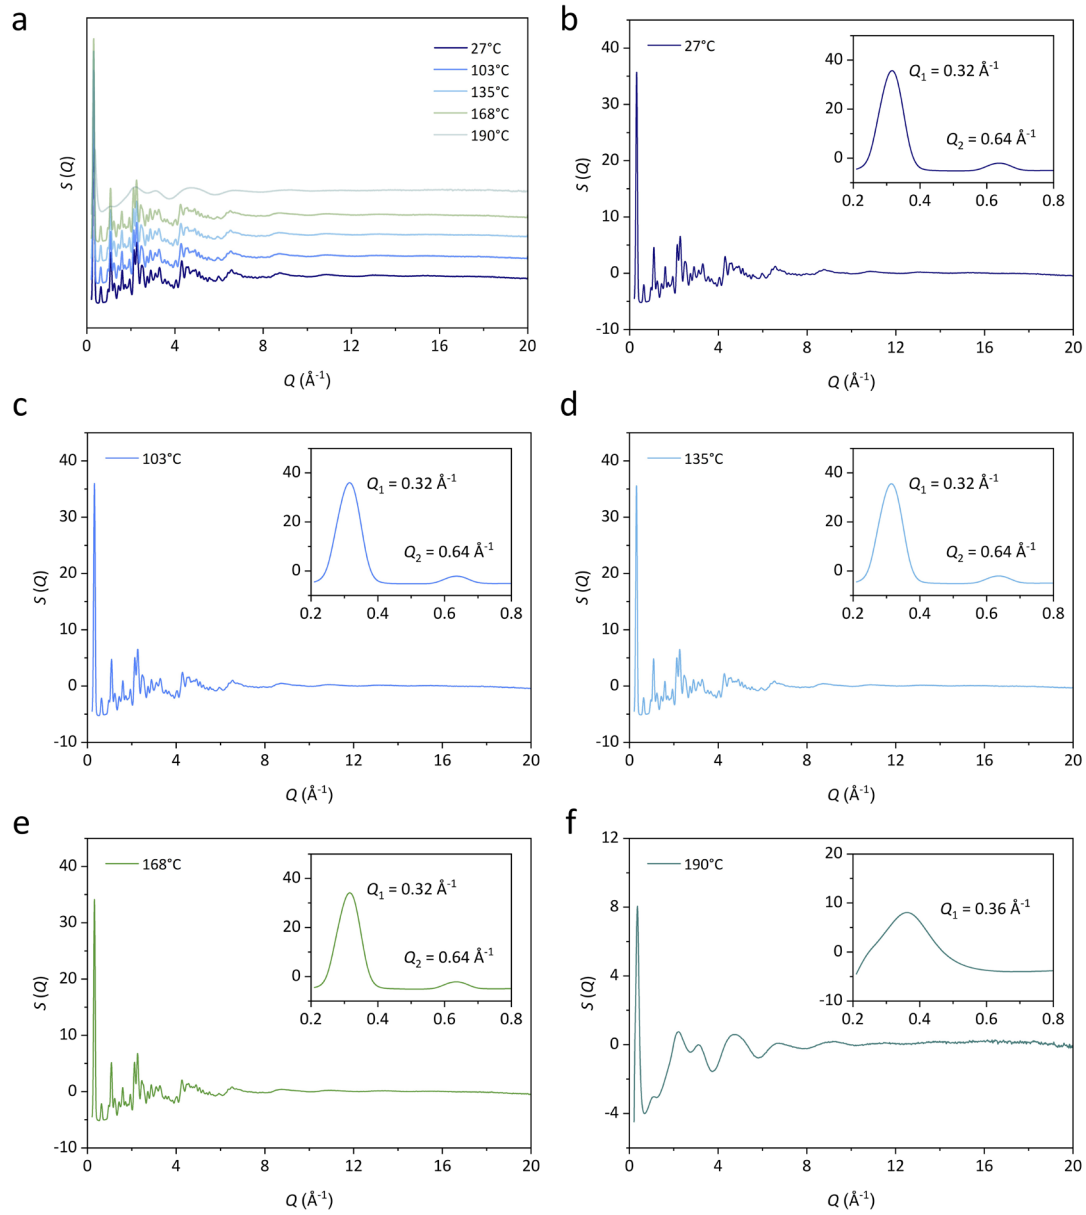 a
27°C
103°C
135°C
168°C
190°C
S (Q)
0 4 8 12 16 20
Q (Å-1)
b
27°C
40
30
20
10
0
-10
S (Q)
0 4 8 12 16 20
Q (Å-1)
40
20
0
0.2 0.4 0.6 0.8
Q1 = 0.32 Å-1
Q2 = 0.64 Å-1
c
103°C
40
30
20
10
0
-10
S (Q)
0 4 8 12 16 20
Q (Å-1)
40
20
0
0.2 0.4 0.6 0.8
Q1 = 0.32 Å-1
Q2 = 0.64 Å-1
d
135°C
40
30
20
10
0
-10
S (Q)
0 4 8 12 16 20
Q (Å-1)
40
20
0
0.2 0.4 0.6 0.8
Q1 = 0.32 Å-1
Q2 = 0.64 Å-1
e
168°C
40
30
20
10
0
-10
S (Q)
0 4 8 12 16 20
Q (Å-1)
40
20
0
0.2 0.4 0.6 0.8
Q1 = 0.32 Å-1
Q2 = 0.64 Å-1
f
190°C
12
8
4
0
-4
S (Q)
0 4 8 12 16 20
Q (Å-1)
20
10
0
-10
0.2 0.4 0.6 0.8
Q1 = 0.36 Å-1